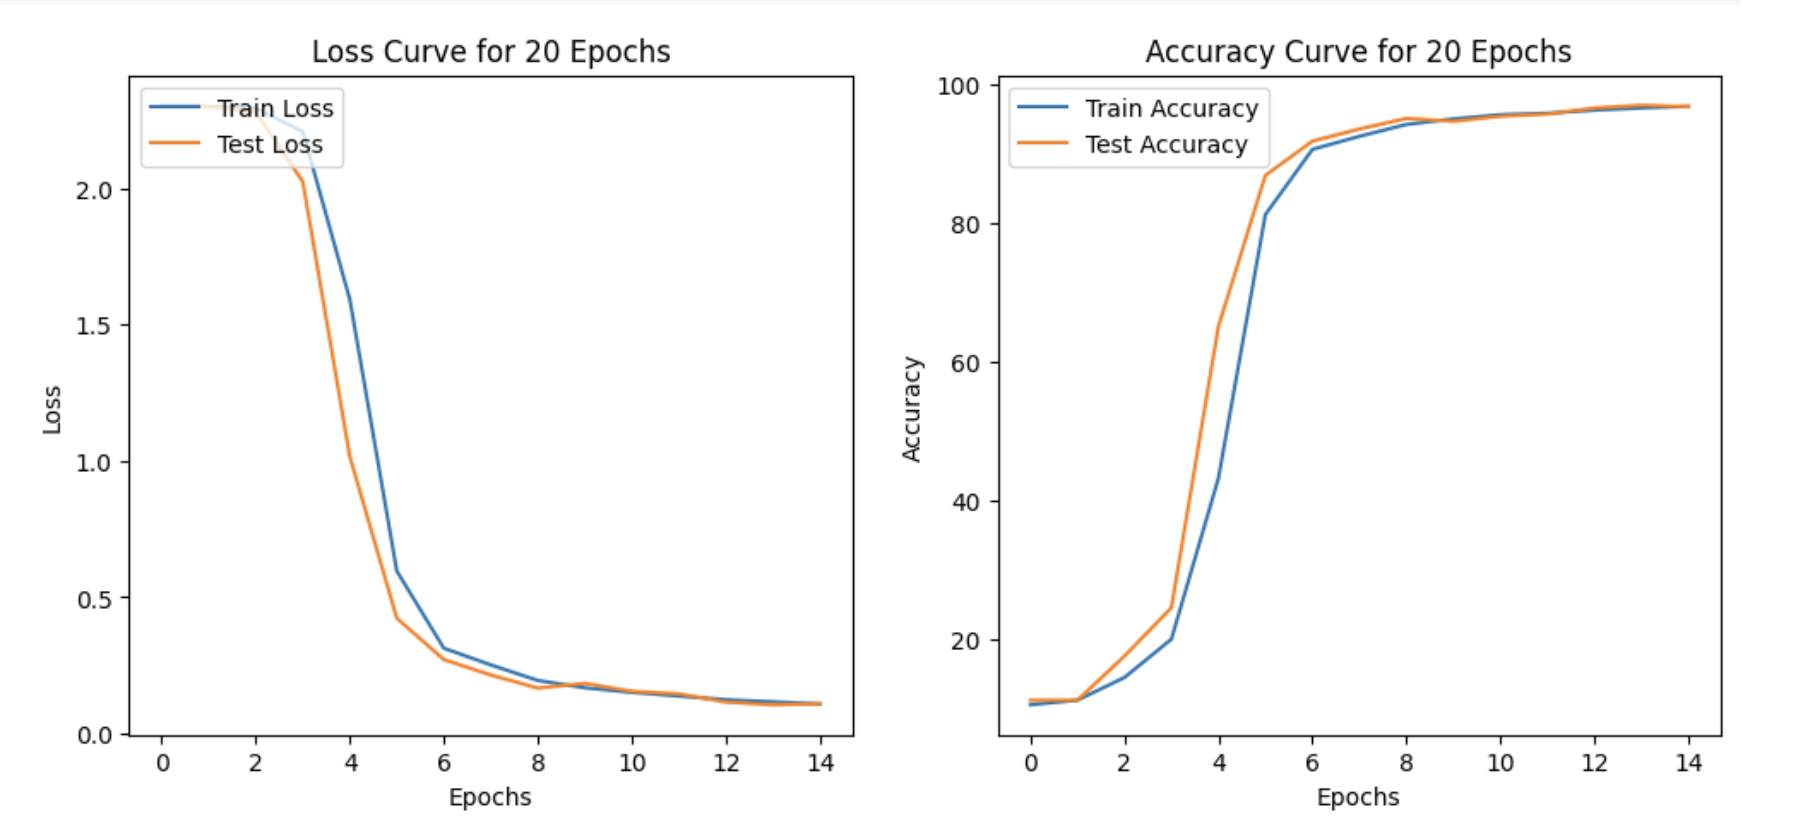 Loss Curve for 20 Epochs
Train Loss
Test Loss
2.0
1.5
1.0
0.5
0.0
Loss
0 2 4 6 8 10 12 14
Epochs
Accuracy Curve for 20 Epochs
Train Accuracy
Test Accuracy
100
80
60
40
20
Accuracy
0 2 4 6 8 10 12 14
Epochs